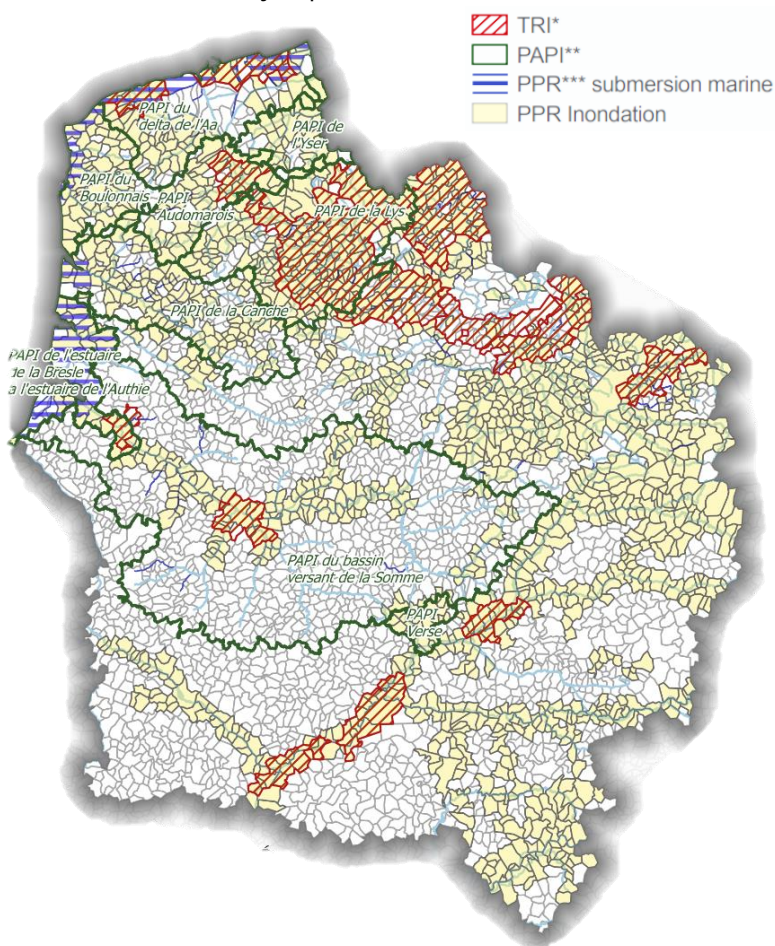 TRI*
PAPI**
PPR*** submersion marine
PPR Inondation
PAPI du
delta de l'Aa
PAPI de
l'Yser
PAPI du
Boulonnais
PAPI
Audomarois
PAPI de la Lys
PAPI de la Canche
PAPI de l'estuaire
de la Bresle
a l'estuaire de l'Authie
PAPI du bassin
versant de la Somme
PAPI
Verse